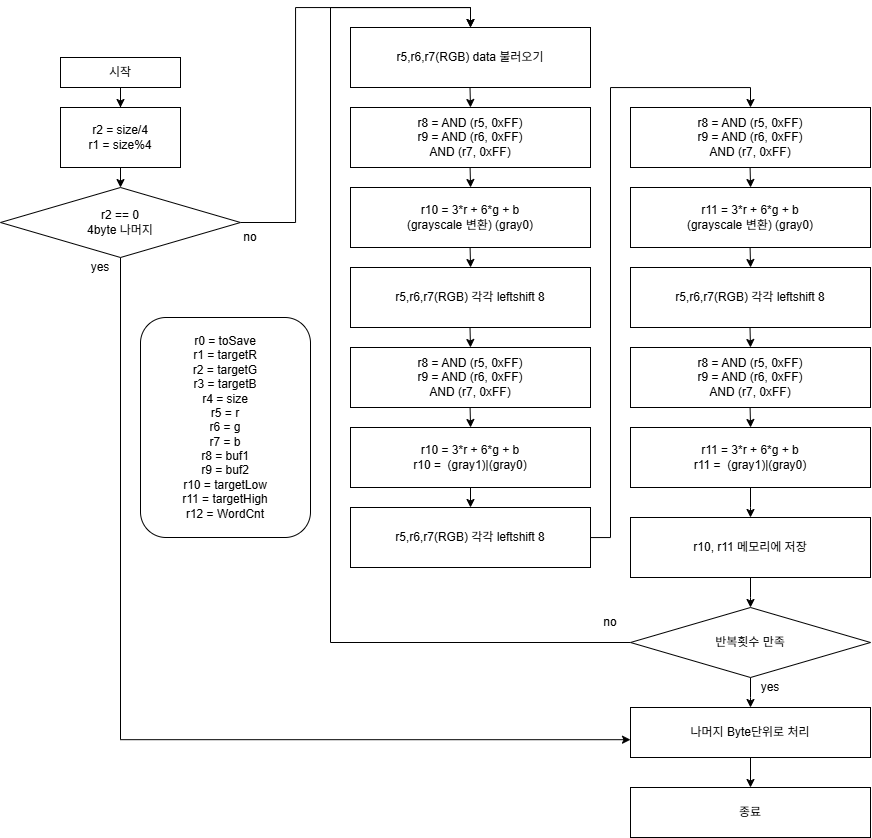 시작
r2 = size/4
r1 = size%4
r2 == 0
4byte 나머지
no
yes
r0 = toSave
r1 = targetR
r2 = targetG
r3 = targetB
r4 = size
r5 = r
r6 = g
r7 = b
r8 = buf1
r9 = buf2
r10 = targetLow
r11 = targetHigh
r12 = WordCnt
r5,r6,r7(RGB) data 불러오기
r8 = AND (r5, 0xFF)
r9 = AND (r6, 0xFF)
AND (r7, 0xFF)
r10 = 3*r + 6*g + b
(grayscale 변환) (gray0)
r5,r6,r7(RGB) 각각 leftshift 8
r8 = AND (r5, 0xFF)
r9 = AND (r6, 0xFF)
AND (r7, 0xFF)
r10 = 3*r + 6*g + b
r10 = (gray1)|(gray0)
r5,r6,r7(RGB) 각각 leftshift 8
r8 = AND (r5, 0xFF)
r9 = AND (r6, 0xFF)
AND (r7, 0xFF)
r11 = 3*r + 6*g + b
(grayscale 변환) (gray0)
r5,r6,r7(RGB) 각각 leftshift 8
r8 = AND (r5, 0xFF)
r9 = AND (r6, 0xFF)
AND (r7, 0xFF)
r11 = 3*r + 6*g + b
r11 = (gray1)|(gray0)
r10, r11 메모리에 저장
반복횟수 만족
no
yes
나머지 Byte단위로 처리
종료